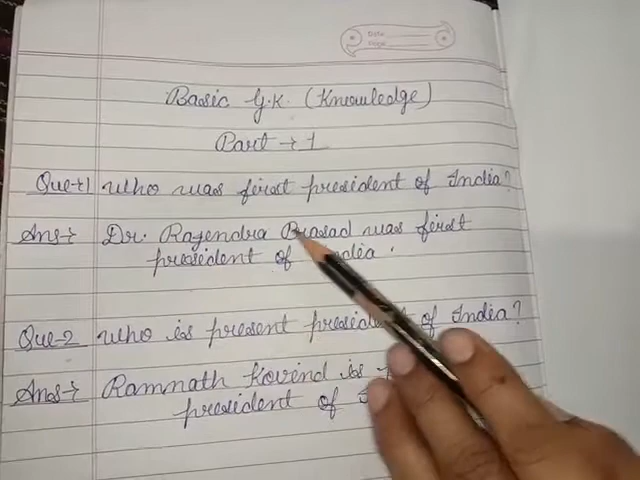 Date
Page
Basic G.K. (Knowledge)
Part → 1
Que→1 who was first president of India?
Ans:→ Dr. Rajendra Prasad was first
president of India.
Que-2 who is present president of India?
Ans:→ Ramnath Kovind is
president of